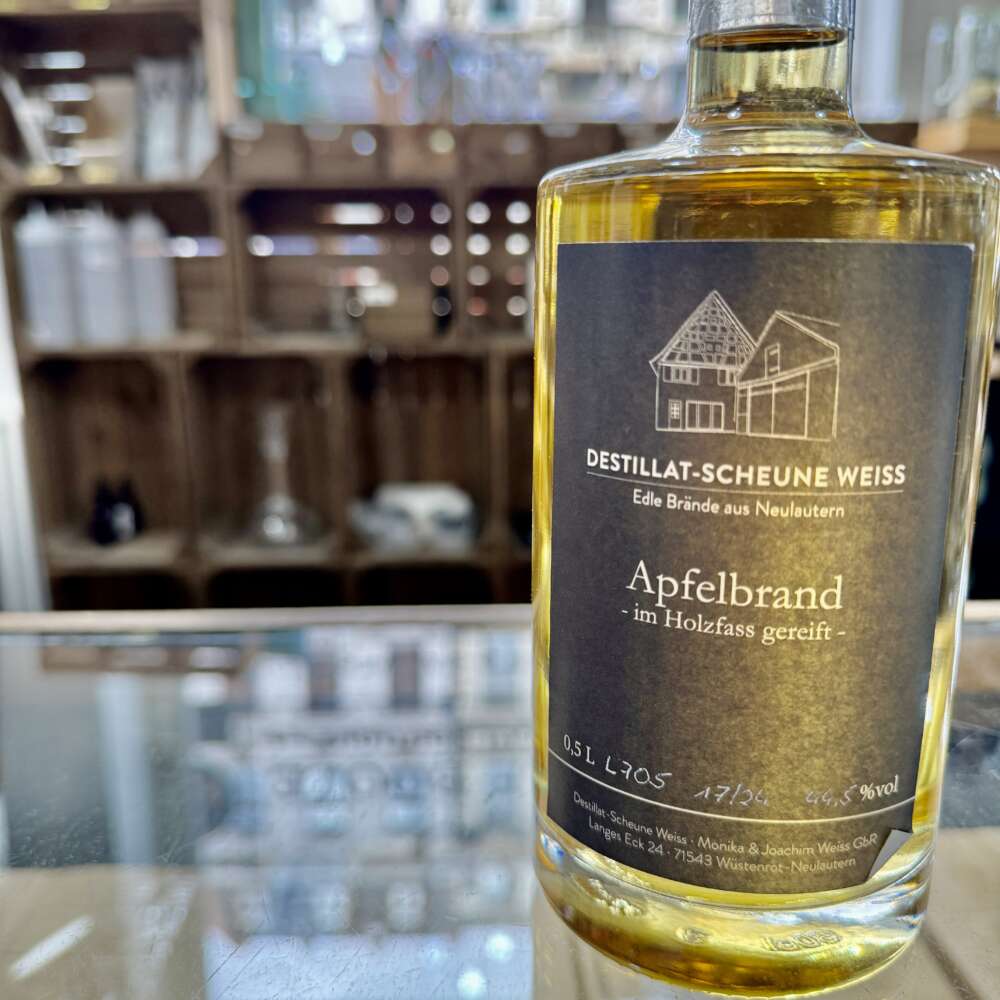 DESTILLAT-SCHEUNE WEISS
Edle Brände aus Neulautern
Apfelbrand
- im Holzfass gereift -
0,5 L L705 17/24 44,5 %vol
Destillat-Scheune Weiss · Monika & Joachim Weiss GbR
Langes Eck 24 · 71543 Wüstenrot-Neulautern